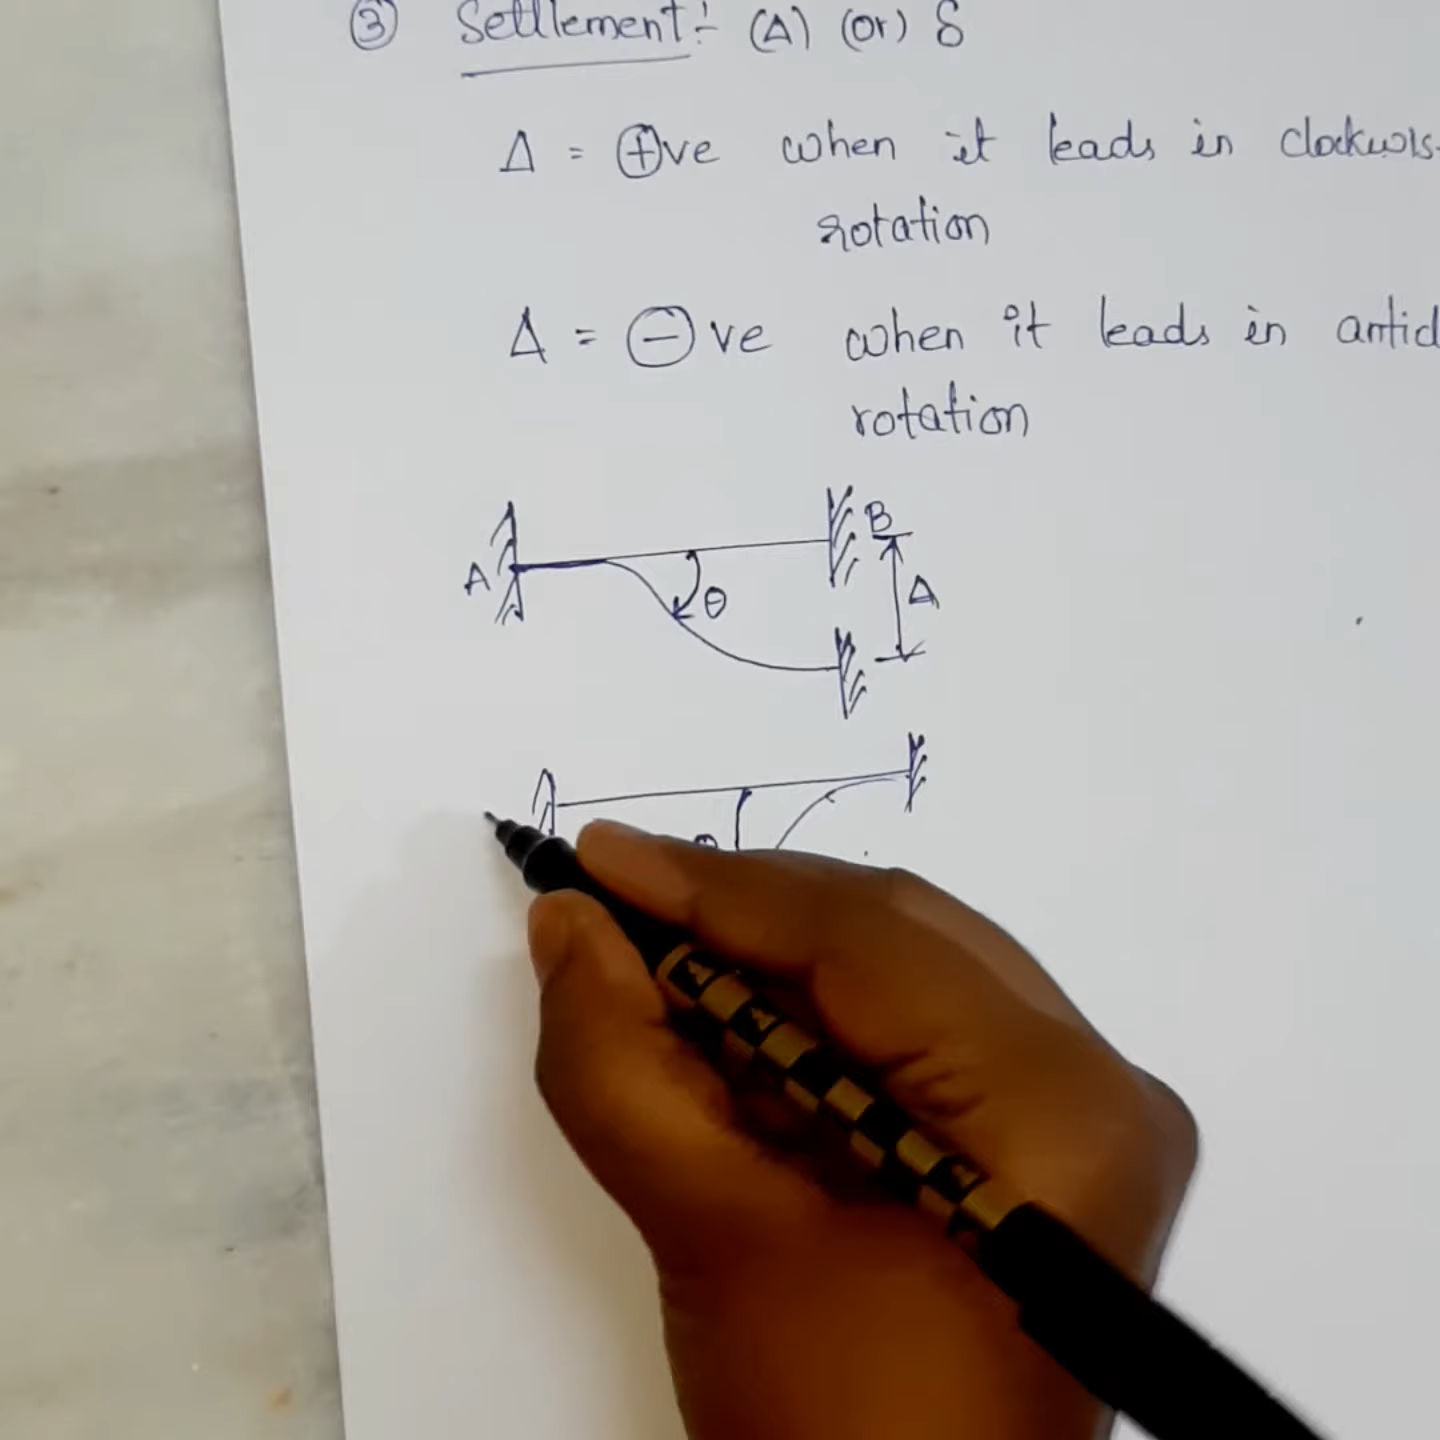 ③ Settlement :- (Δ) (or) δ
Δ = ⊕ve when it leads in clockwis
rotation
Δ = ⊖ve when it leads in anticl
rotation
B
A
θ
Δ